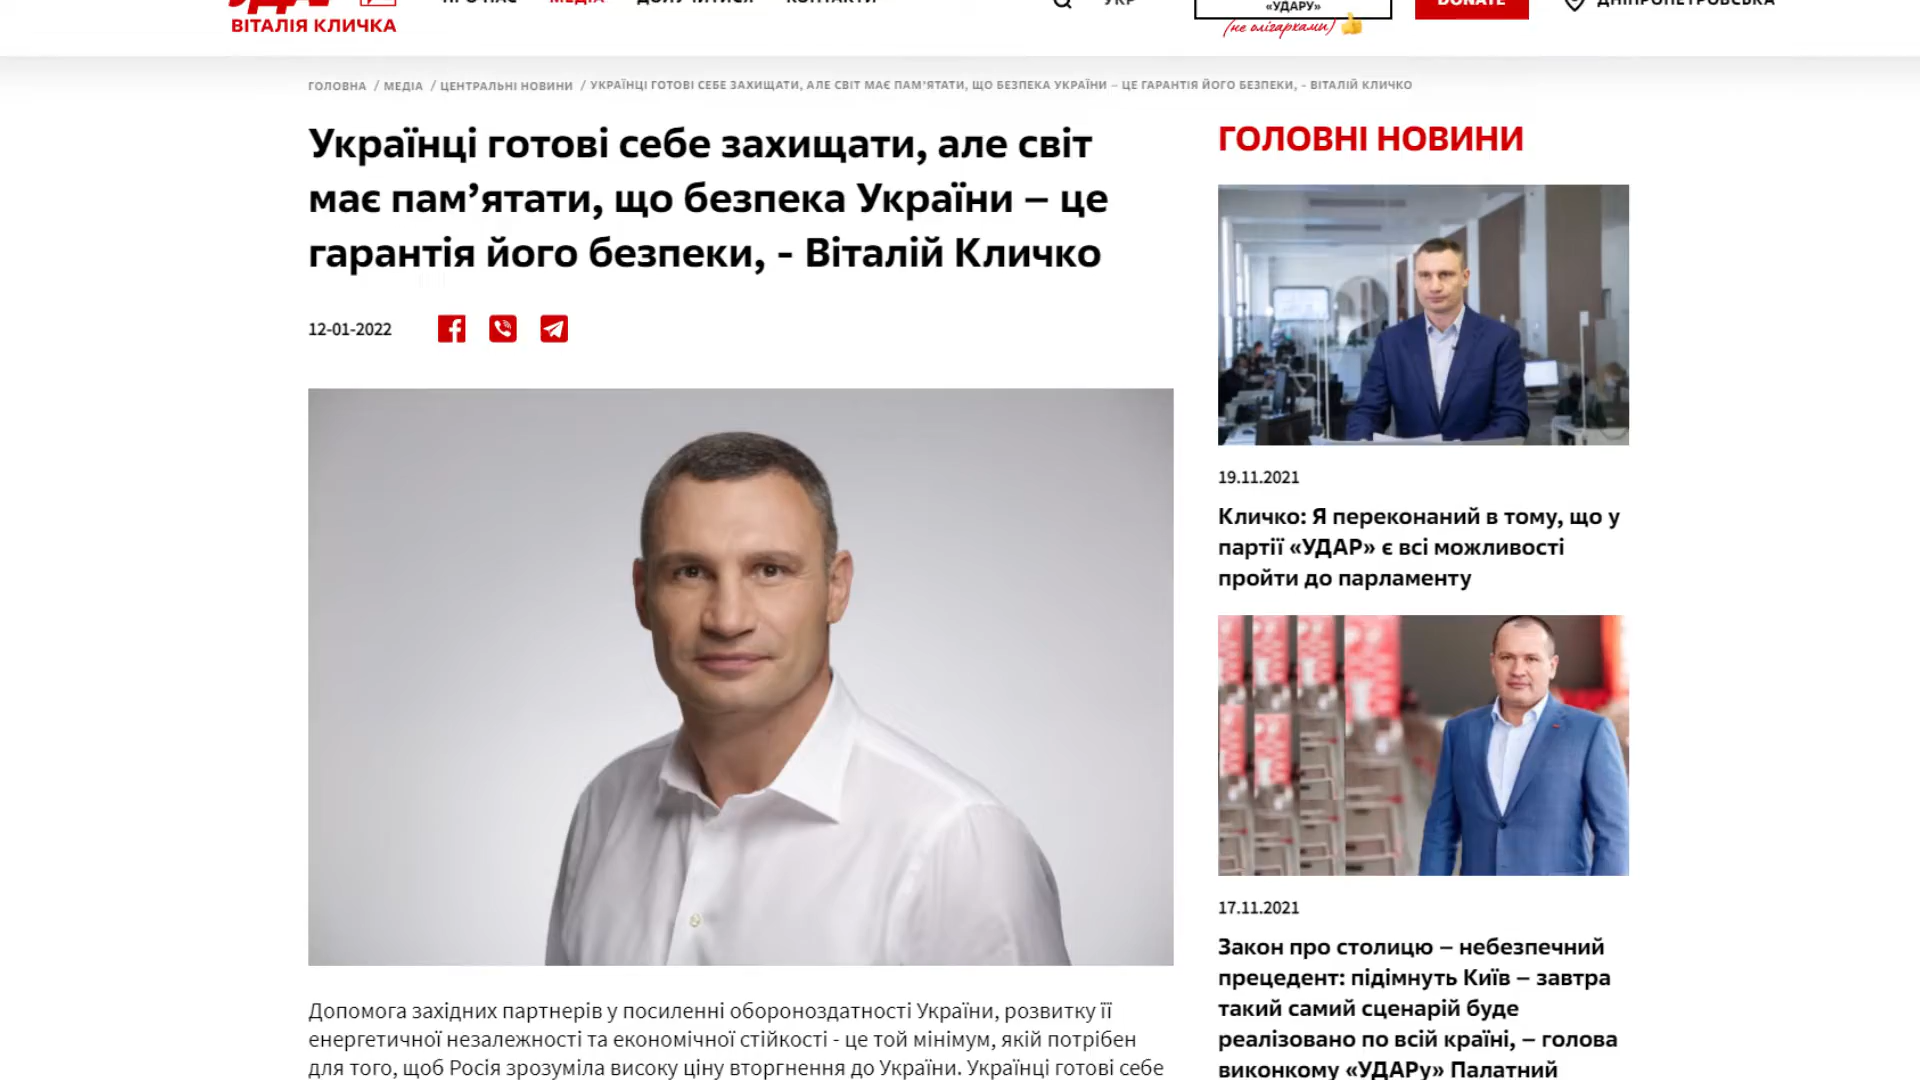 ВІТАЛІЯ КЛИЧКА
ПРО НАС МЕДІА ДОЛУЧИТИСЯ КОНТАКТИ
УКР
«УДАРУ»
(не олігархами)
DONATE
ДНІПРОПЕТРОВСЬКА
ГОЛОВНА / МЕДІА / ЦЕНТРАЛЬНІ НОВИНИ / УКРАЇНЦІ ГОТОВІ СЕБЕ ЗАХИЩАТИ, АЛЕ СВІТ МАЄ ПАМ’ЯТАТИ, ЩО БЕЗПЕКА УКРАЇНИ – ЦЕ ГАРАНТІЯ ЙОГО БЕЗПЕКИ, - ВІТАЛІЙ КЛИЧКО
Українці готові себе захищати, але світ
має пам’ятати, що безпека України – це
гарантія його безпеки, - Віталій Кличко
12-01-2022
Допомога західних партнерів у посиленні обороноздатності України, розвитку її
енергетичної незалежності та економічної стійкості - це той мінімум, якій потрібен
для того, щоб Росія зрозуміла високу ціну вторгнення до України. Українці готові себе
ГОЛОВНІ НОВИНИ
19.11.2021
Кличко: Я переконаний в тому, що у
партії «УДАР» є всі можливості
пройти до парламенту
17.11.2021
Закон про столицю – небезпечний
прецедент: підімнуть Київ – завтра
такий самий сценарій буде
реалізовано по всій країні, – голова
виконкому «УДАРу» Палатний